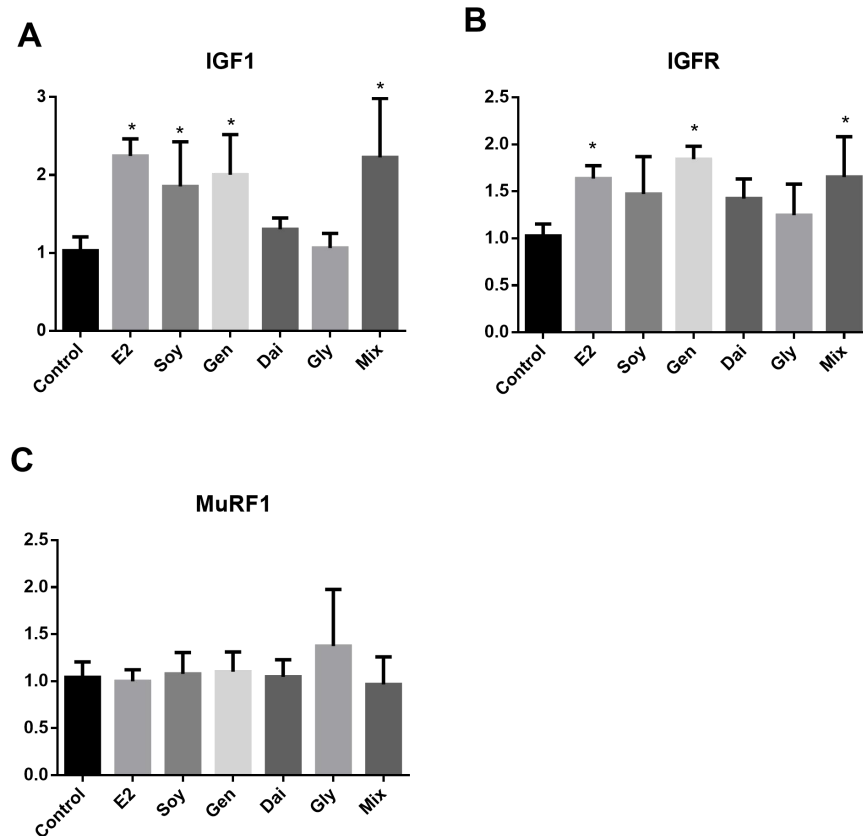 A
IGF1
3
2
1
0
* * * *
Control E2 Soy Gen Dai Gly Mix
B
IGFR
2.5
2.0
1.5
1.0
0.5
0.0
* * *
Control E2 Soy Gen Dai Gly Mix
C
MuRF1
2.5
2.0
1.5
1.0
0.5
0.0
Control E2 Soy Gen Dai Gly Mix